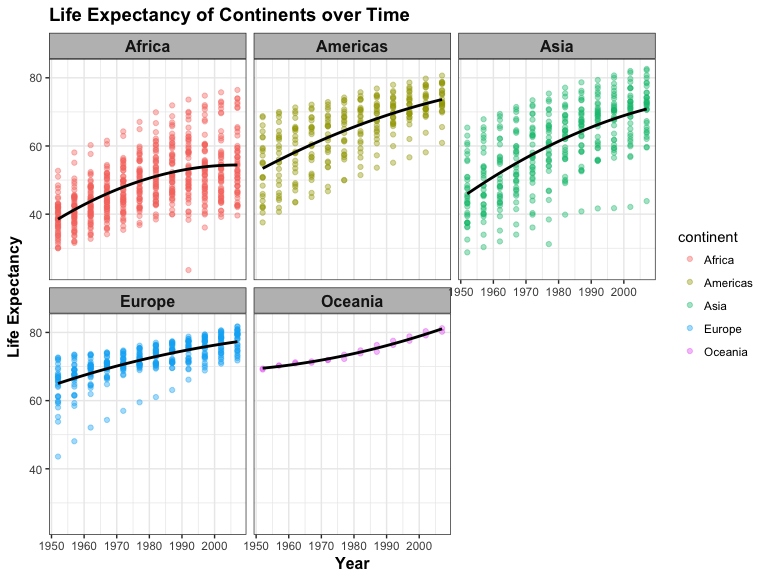 Life Expectancy of Continents over Time
Africa Americas Asia
80
60
40
1950 1960 1970 1980 1990 2000
Europe Oceania
80
60
40
1950 1960 1970 1980 1990 2000 1950 1960 1970 1980 1990 2000
Year
Life Expectancy
continent
Africa
Americas
Asia
Europe
Oceania